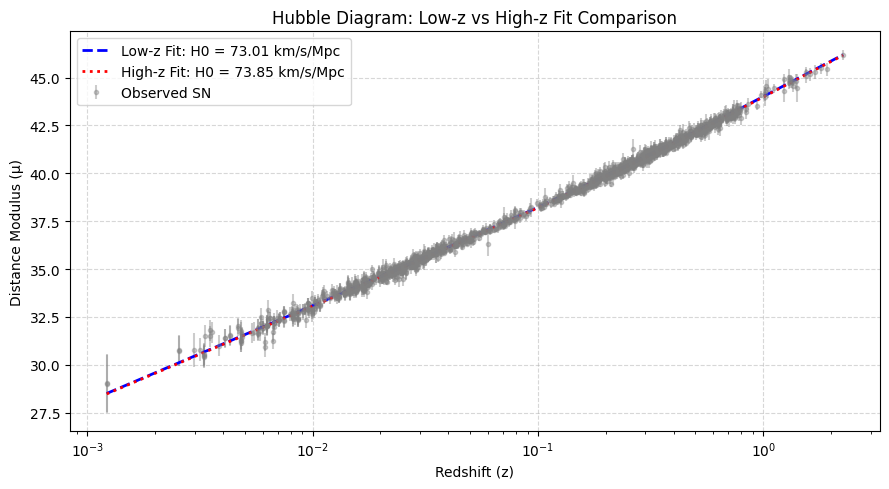 Hubble Diagram: Low-z vs High-z Fit Comparison
Low-z Fit: H0 = 73.01 km/s/Mpc
High-z Fit: H0 = 73.85 km/s/Mpc
Observed SN
Distance Modulus (μ)
45.0
42.5
40.0
37.5
35.0
32.5
30.0
27.5
10⁻³
10⁻²
10⁻¹
10⁰
Redshift (z)